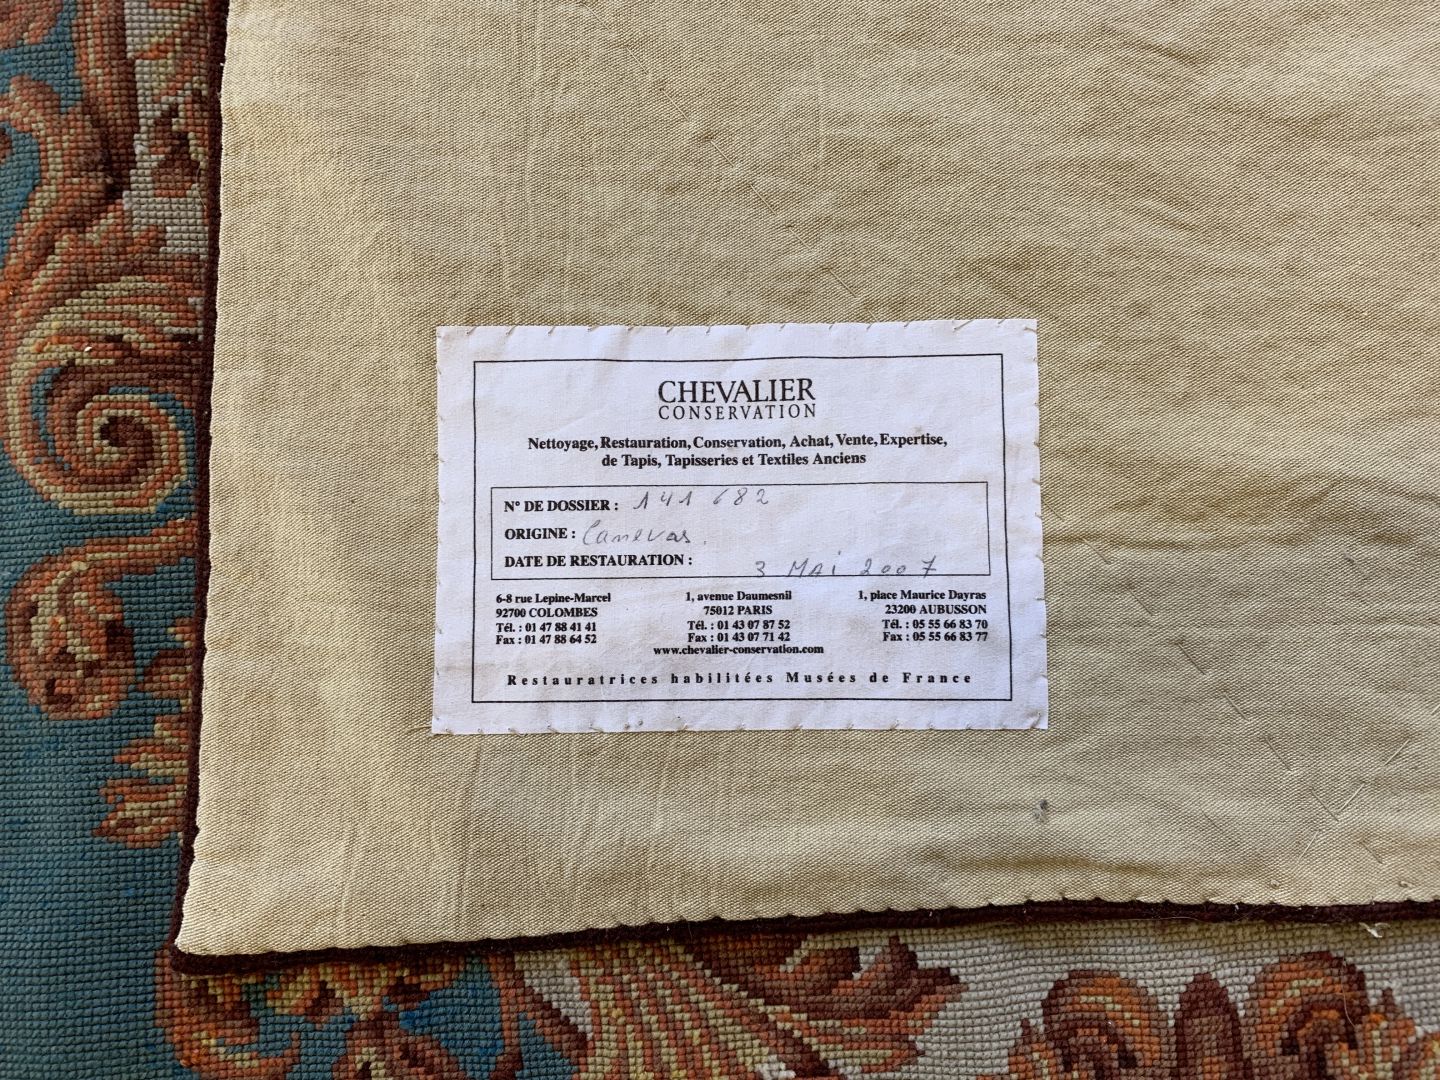 CHEVALIER
CONSERVATION
Nettoyage, Restauration, Conservation, Achat, Vente, Expertise,
de Tapis, Tapisseries et Textiles Anciens
N° DE DOSSIER : 141 682
ORIGINE : Canevas.
DATE DE RESTAURATION : 3 MAI 2007
6-8 rue Lepine-Marcel
92700 COLOMBES
Tél. : 01 47 88 41 41
Fax : 01 47 88 64 52
1, avenue Daumesnil
75012 PARIS
Tél. : 01 43 07 87 52
Fax : 01 43 07 71 42
1, place Maurice Dayras
23200 AUBUSSON
Tél. : 05 55 66 83 70
Fax : 05 55 66 83 77
www.chevalier-conservation.com
Restauratrices habilitées Musées de France